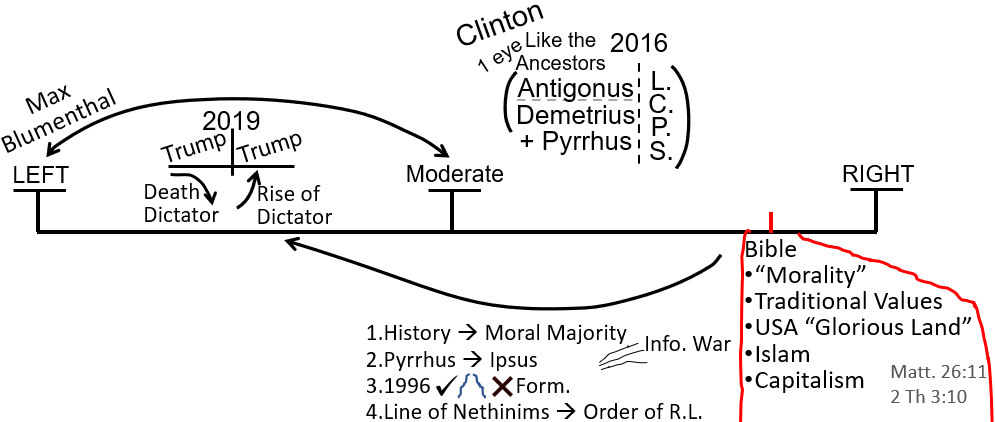 Clinton
1 eye
Like the
Ancestors
2016
Antigonus
Demetrius
+ Pyrrhus
L.
C.
P.
S.
Max
Blumenthal
2019
Trump
Trump
LEFT
Moderate
RIGHT
Death
Dictator
Rise of
Dictator
Bible
•“Morality”
•Traditional Values
•USA “Glorious Land”
•Islam
•Capitalism
Matt. 26:11
2 Th 3:10
1.History → Moral Majority
2.Pyrrhus → Ipsus
Info. War
3.1996 ✓ ✕ Form.
4.Line of Nethinims → Order of R.L.